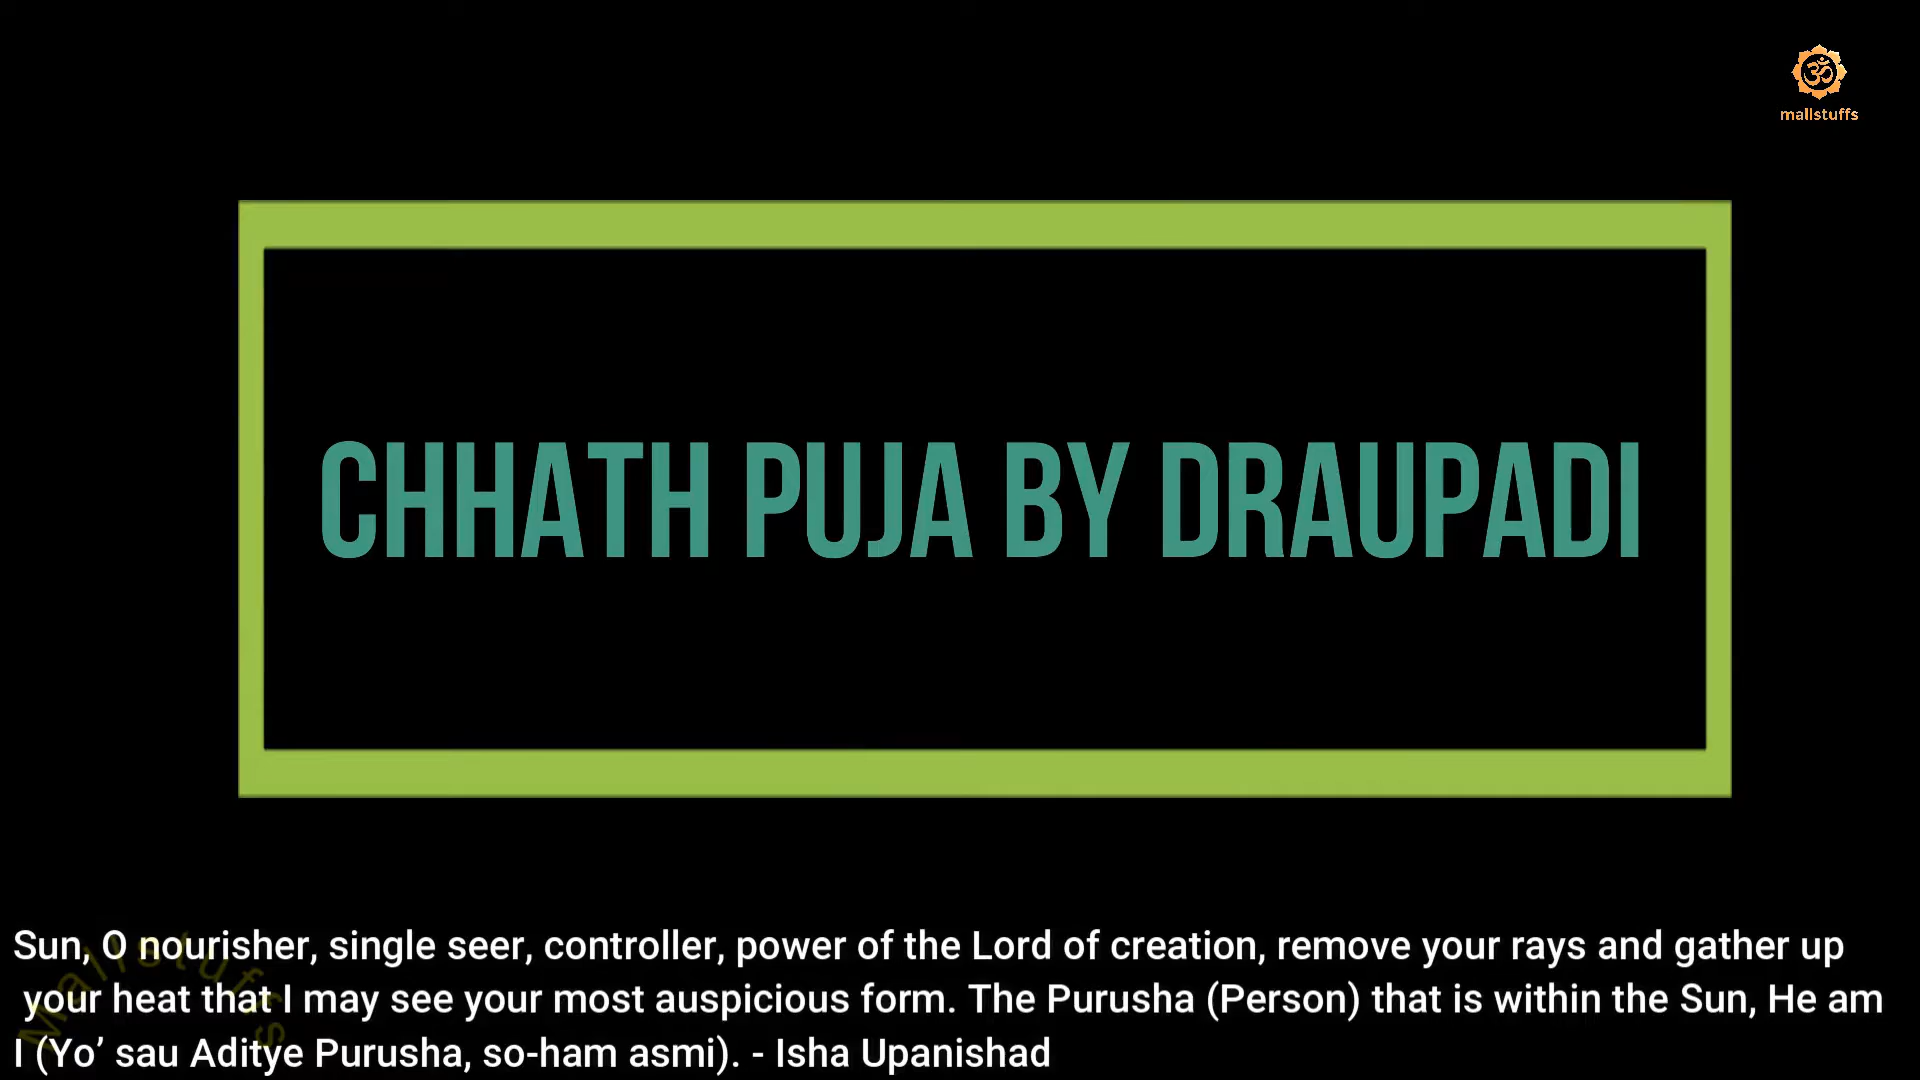 mallstuffs
CHHATH PUJA BY DRAUPADI
Sun, O nourisher, single seer, controller, power of the Lord of creation, remove your rays and gather up
your heat that I may see your most auspicious form. The Purusha (Person) that is within the Sun, He am
I (Yo’ sau Aditye Purusha, so-ham asmi). - Isha Upanishad
Mallstuffs